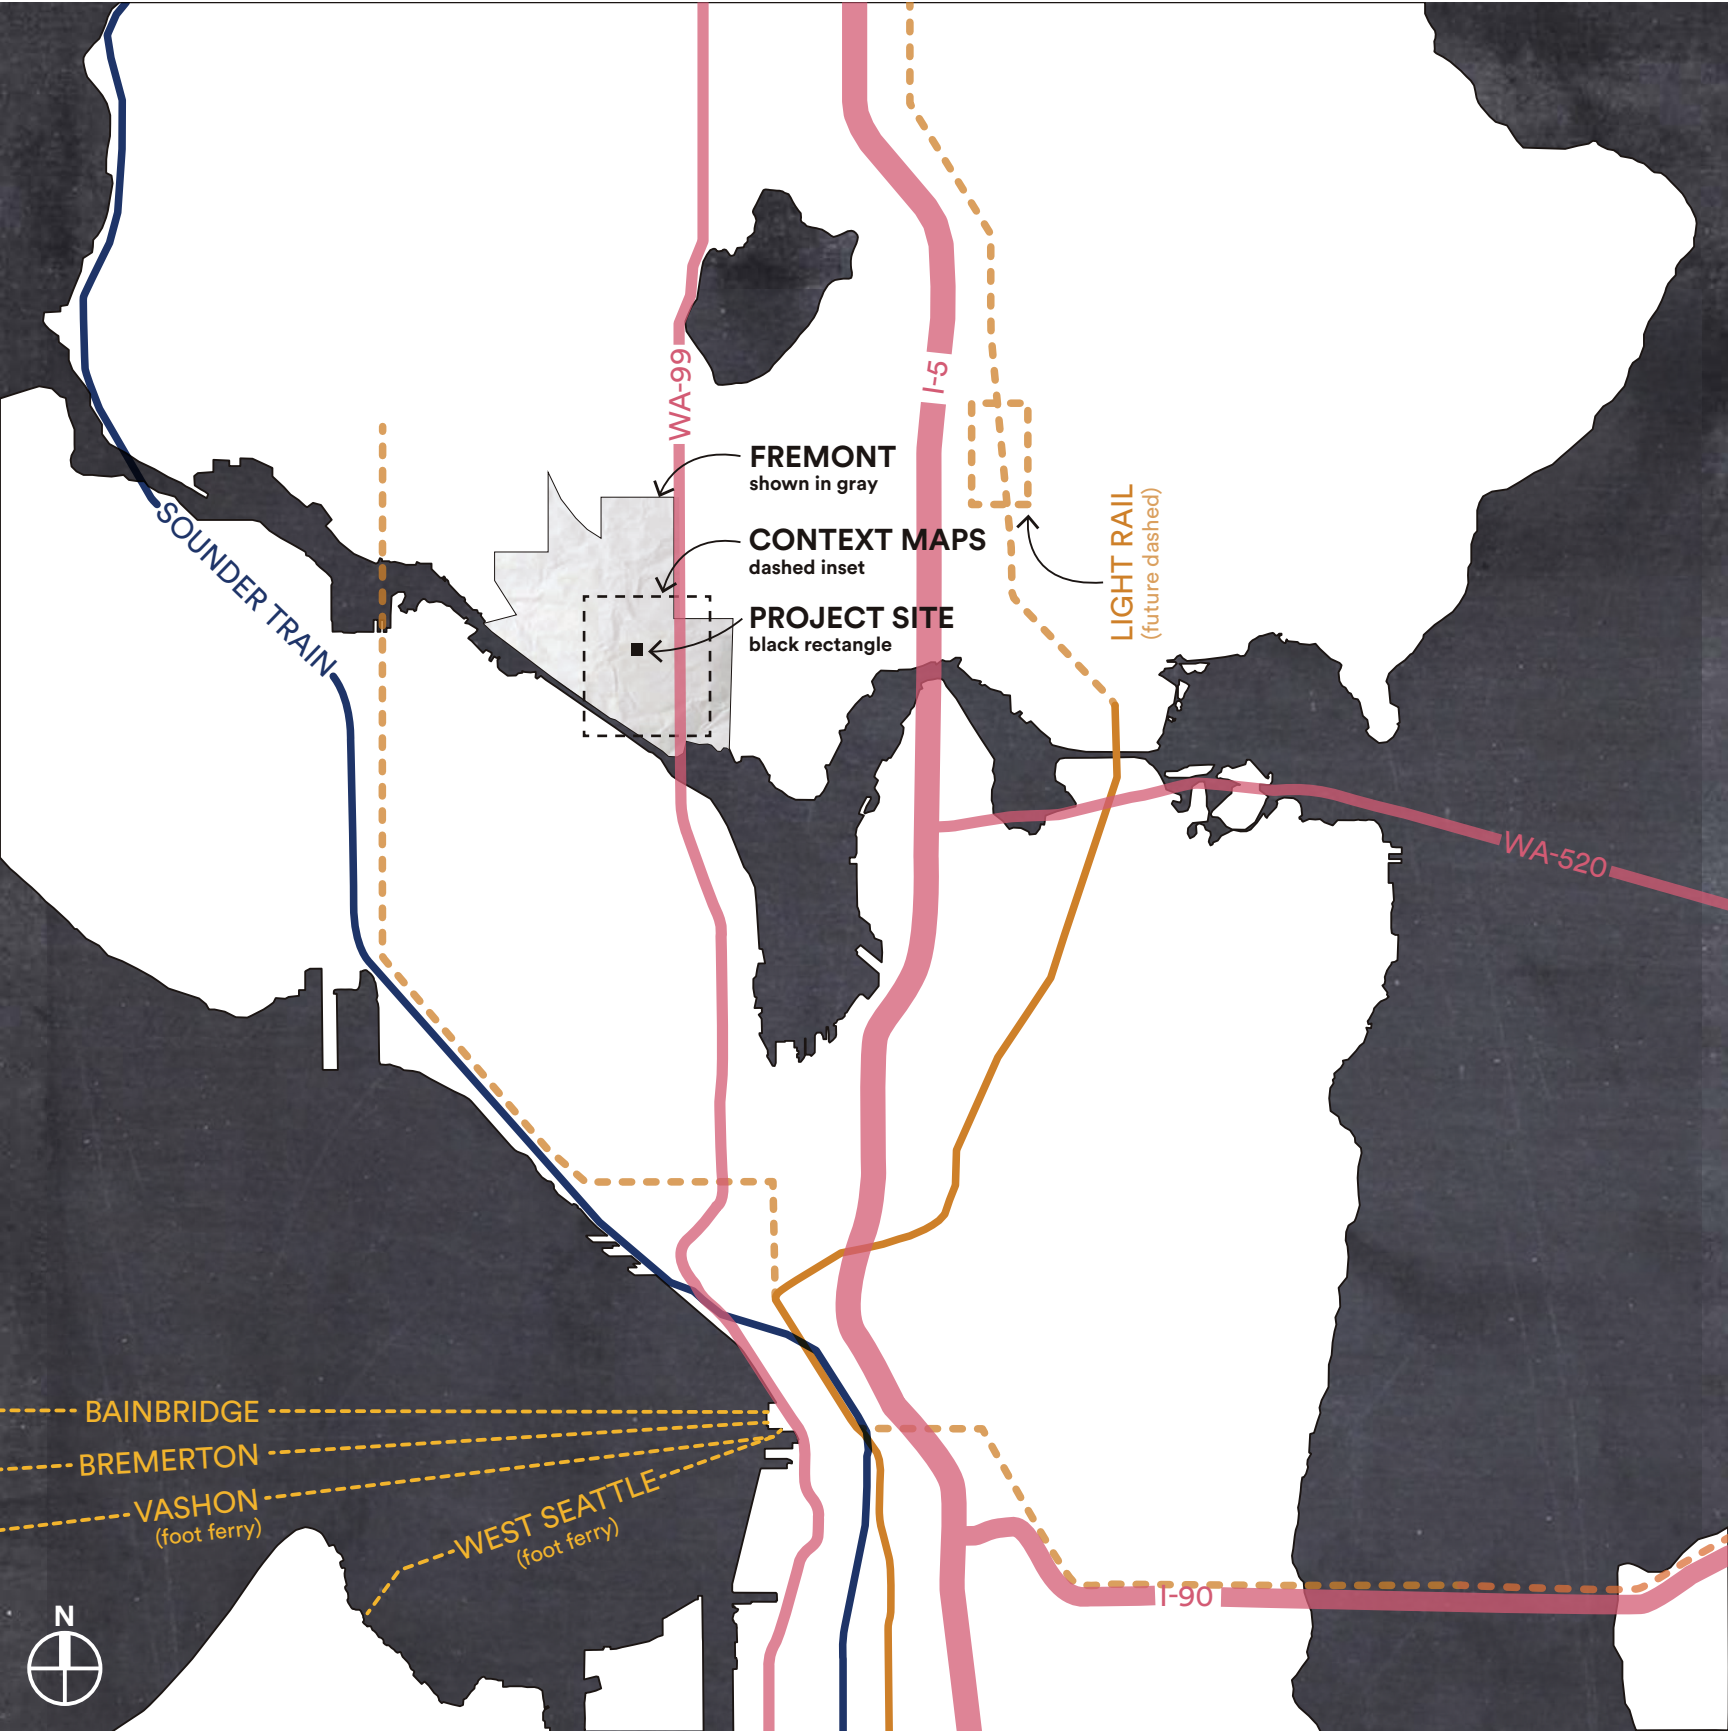 WA-99
I-5
FREMONT
shown in gray
CONTEXT MAPS
dashed inset
PROJECT SITE
black rectangle
LIGHT RAIL
(future dashed)
SOUNDER TRAIN
WA-520
BAINBRIDGE
BREMERTON
VASHON
(foot ferry)
WEST SEATTLE
(foot ferry)
I-90
N